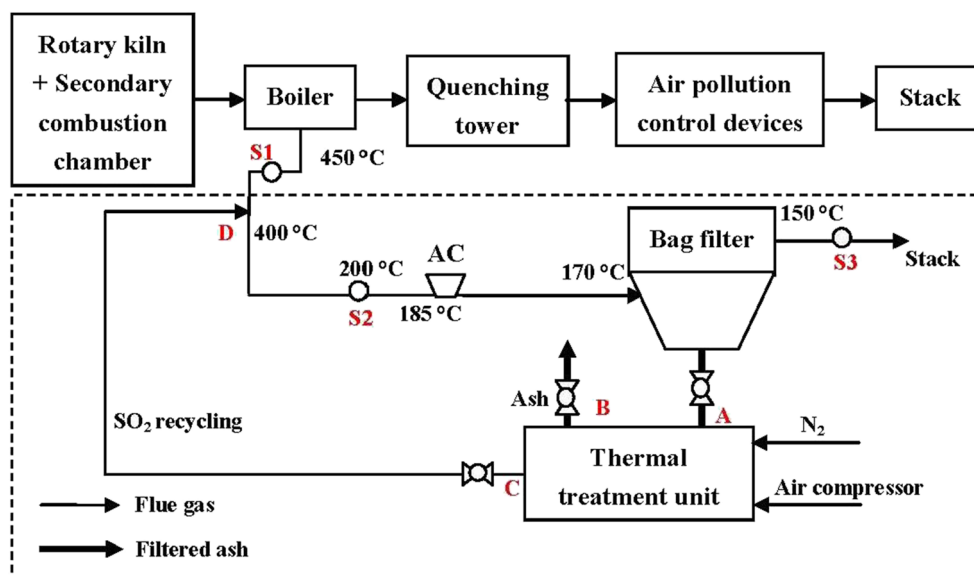 Rotary kiln
+ Secondary
combustion
chamber
Boiler
Quenching
tower
Air pollution
control devices
Stack
S1
450 °C
D
400 °C
200 °C
S2
AC
185 °C
170 °C
Bag filter
150 °C
S3
Stack
Ash
B
A
N₂
SO₂ recycling
C
Thermal
treatment unit
Air compressor
Flue gas
Filtered ash